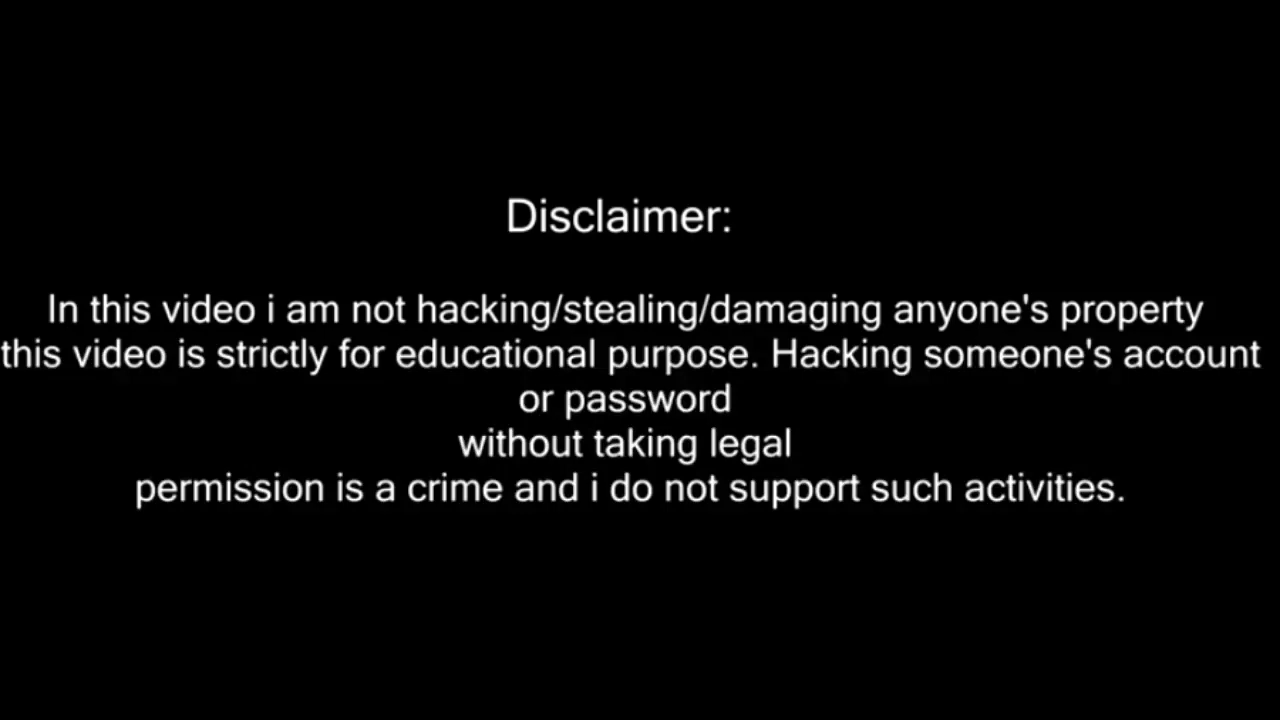 Disclaimer:
In this video i am not hacking/stealing/damaging anyone's property
this video is strictly for educational purpose. Hacking someone's account
or password
without taking legal
permission is a crime and i do not support such activities.